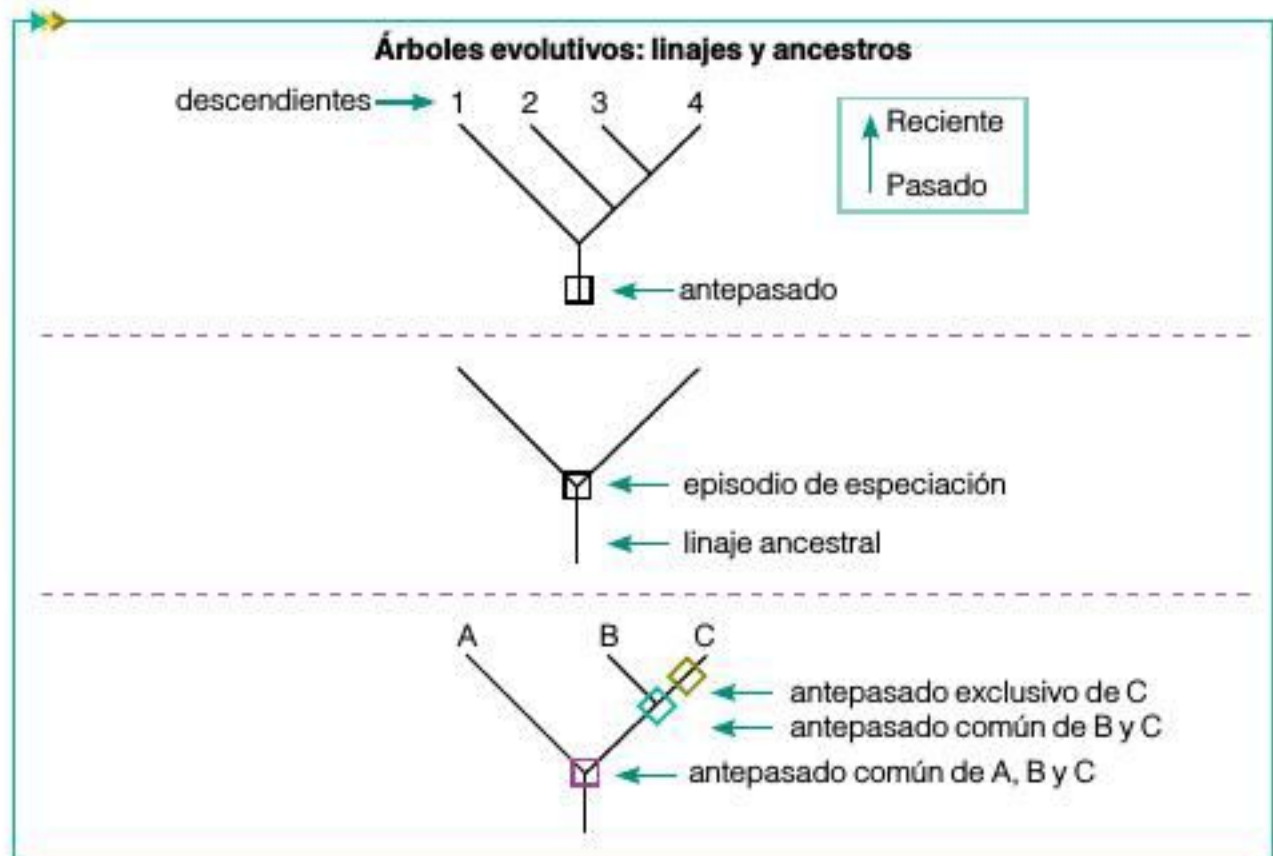 Árboles evolutivos: linajes y ancestros
descendientes 1 2 3 4
Reciente
Pasado
antepasado
episodio de especiación
linaje ancestral
A B C
antepasado exclusivo de C
antepasado común de B y C
antepasado común de A, B y C